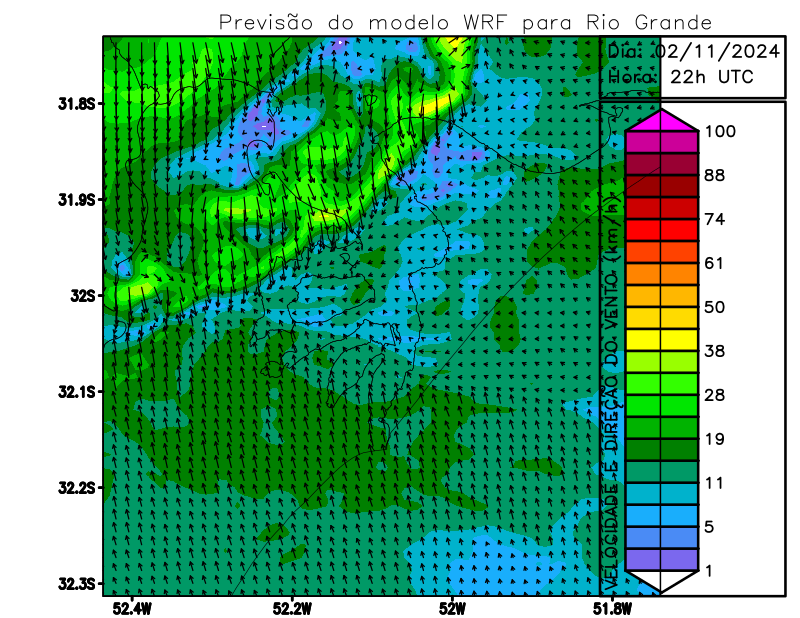 Previsão do modelo WRF para Rio Grande
Dia: 02/11/2024
Hora: 22h UTC
31.8S
31.9S
32S
32.1S
32.2S
32.3S
52.4W
52.2W
52W
51.8W
VELOCIDADE E DIREÇÃO DO VENTO (km/h)
100
88
74
61
50
38
28
19
11
5
1